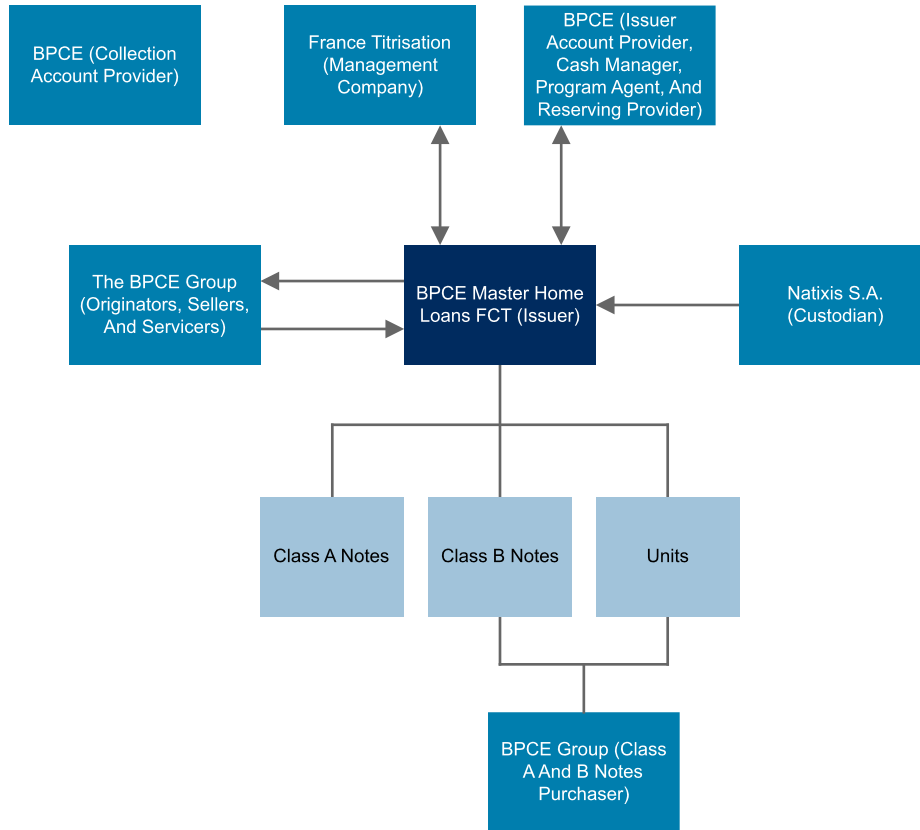 BPCE (Collection
Account Provider)
France Titrisation
(Management
Company)
BPCE (Issuer
Account Provider,
Cash Manager,
Program Agent, And
Reserving Provider)
The BPCE Group
(Originators, Sellers,
And Servicers)
BPCE Master Home
Loans FCT (Issuer)
Natixis S.A.
(Custodian)
Class A Notes
Class B Notes
Units
BPCE Group (Class
A And B Notes
Purchaser)